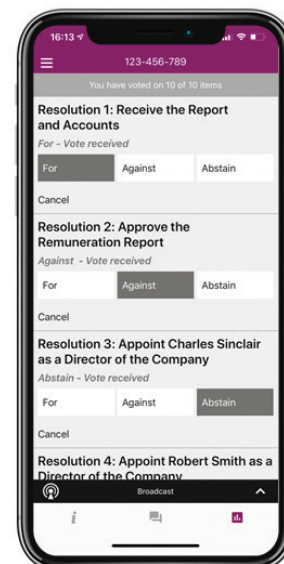 16:13
123-456-789
You have voted on 10 of 10 items
Resolution 1: Receive the Report
and Accounts
For - Vote received
For Against Abstain
Cancel
Resolution 2: Approve the
Remuneration Report
Against - Vote received
For Against Abstain
Cancel
Resolution 3: Appoint Charles Sinclair
as a Director of the Company
Abstain - Vote received
For Against Abstain
Cancel
Resolution 4: Appoint Robert Smith as a
Director of the Company
Broadcast